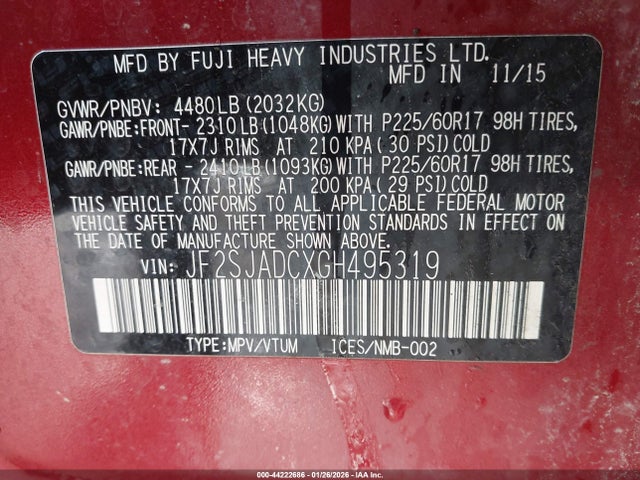 MFD BY FUJI HEAVY INDUSTRIES LTD.
MFD IN 11/15
GVWR/PNBV: 4480LB(2032KG)
GAWR/PNBE:FRONT- 2310LB(1048KG)WITH P225/60R17 98H TIRES,
17X7J RIMS AT 210 KPA(30 PSI)COLD
GAWR/PNBE:REAR - 2410LB(1093KG)WITH P225/60R17 98H TIRES,
17X7J RIMS AT 200 KPA(29 PSI)COLD
THIS VEHICLE CONFORMS TO ALL APPLICABLE FEDERAL MOTOR
VEHICLE SAFETY AND THEFT PREVENTION STANDARDS IN EFFECT ON
THE DATE OF MANUFACTURE SHOWN ABOVE.
VIN: JF2SJADCXGH495319
TYPE:MPV/VTUM ICES/NMB-002
000-44222686 - 01/26/2026 - IAA Inc.